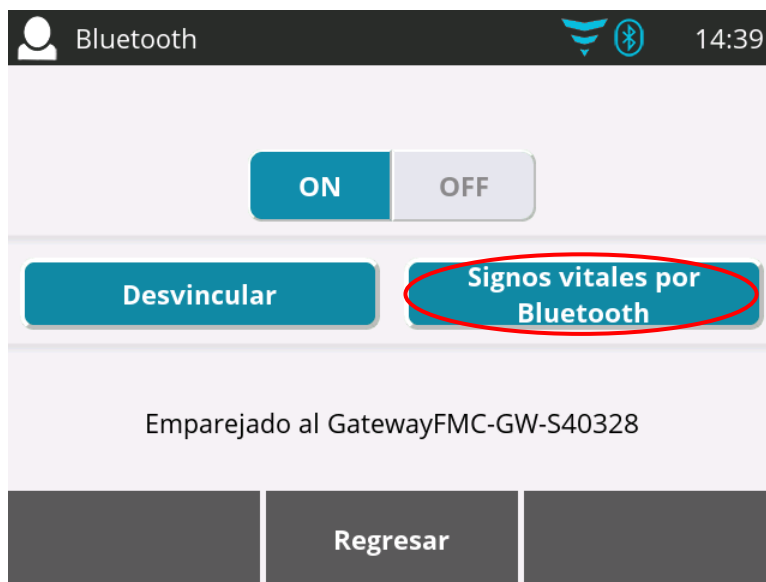 Bluetooth
14:39
ON
OFF
Desvincular
Signos vitales por
Bluetooth
Emparejado al GatewayFMC-GW-S40328
Regresar